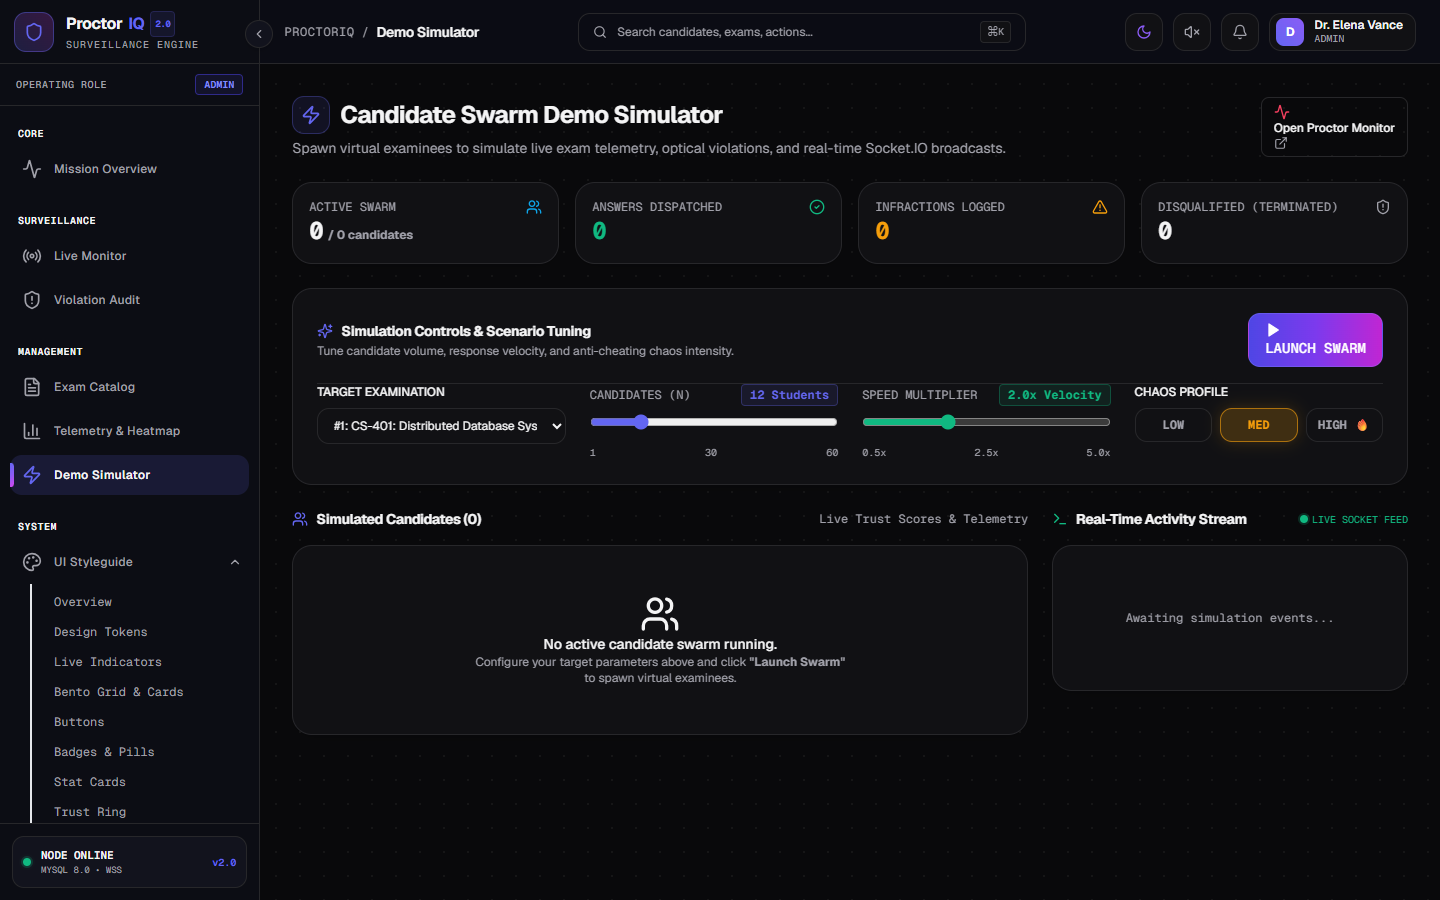 Proctor IQ 2.0
SURVEILLANCE ENGINE
OPERATING ROLE ADMIN
CORE
Mission Overview
SURVEILLANCE
Live Monitor
Violation Audit
MANAGEMENT
Exam Catalog
Telemetry & Heatmap
Demo Simulator
SYSTEM
UI Styleguide
Overview
Design Tokens
Live Indicators
Bento Grid & Cards
Buttons
Badges & Pills
Stat Cards
Trust Ring
NODE ONLINE
MYSQL 8.0 • WSS
v2.0
PROCTORIQ / Demo Simulator
Search candidates, exams, actions...
⌘K
D
Dr. Elena Vance
ADMIN
Candidate Swarm Demo Simulator
Spawn virtual examinees to simulate live exam telemetry, optical violations, and real-time Socket.IO broadcasts.
Open Proctor Monitor
ACTIVE SWARM
0 / 0 candidates
ANSWERS DISPATCHED
0
INFRACTIONS LOGGED
0
DISQUALIFIED (TERMINATED)
0
Simulation Controls & Scenario Tuning
Tune candidate volume, response velocity, and anti-cheating chaos intensity.
LAUNCH SWARM
TARGET EXAMINATION
#1: CS-401: Distributed Database Sys
CANDIDATES (N) 12 Students
1 30 60
SPEED MULTIPLIER 2.0x Velocity
0.5x 2.5x 5.0x
CHAOS PROFILE
LOW MED HIGH 🔥
Simulated Candidates (0)
Live Trust Scores & Telemetry
No active candidate swarm running.
Configure your target parameters above and click "Launch Swarm"
to spawn virtual examinees.
Real-Time Activity Stream
LIVE SOCKET FEED
Awaiting simulation events...